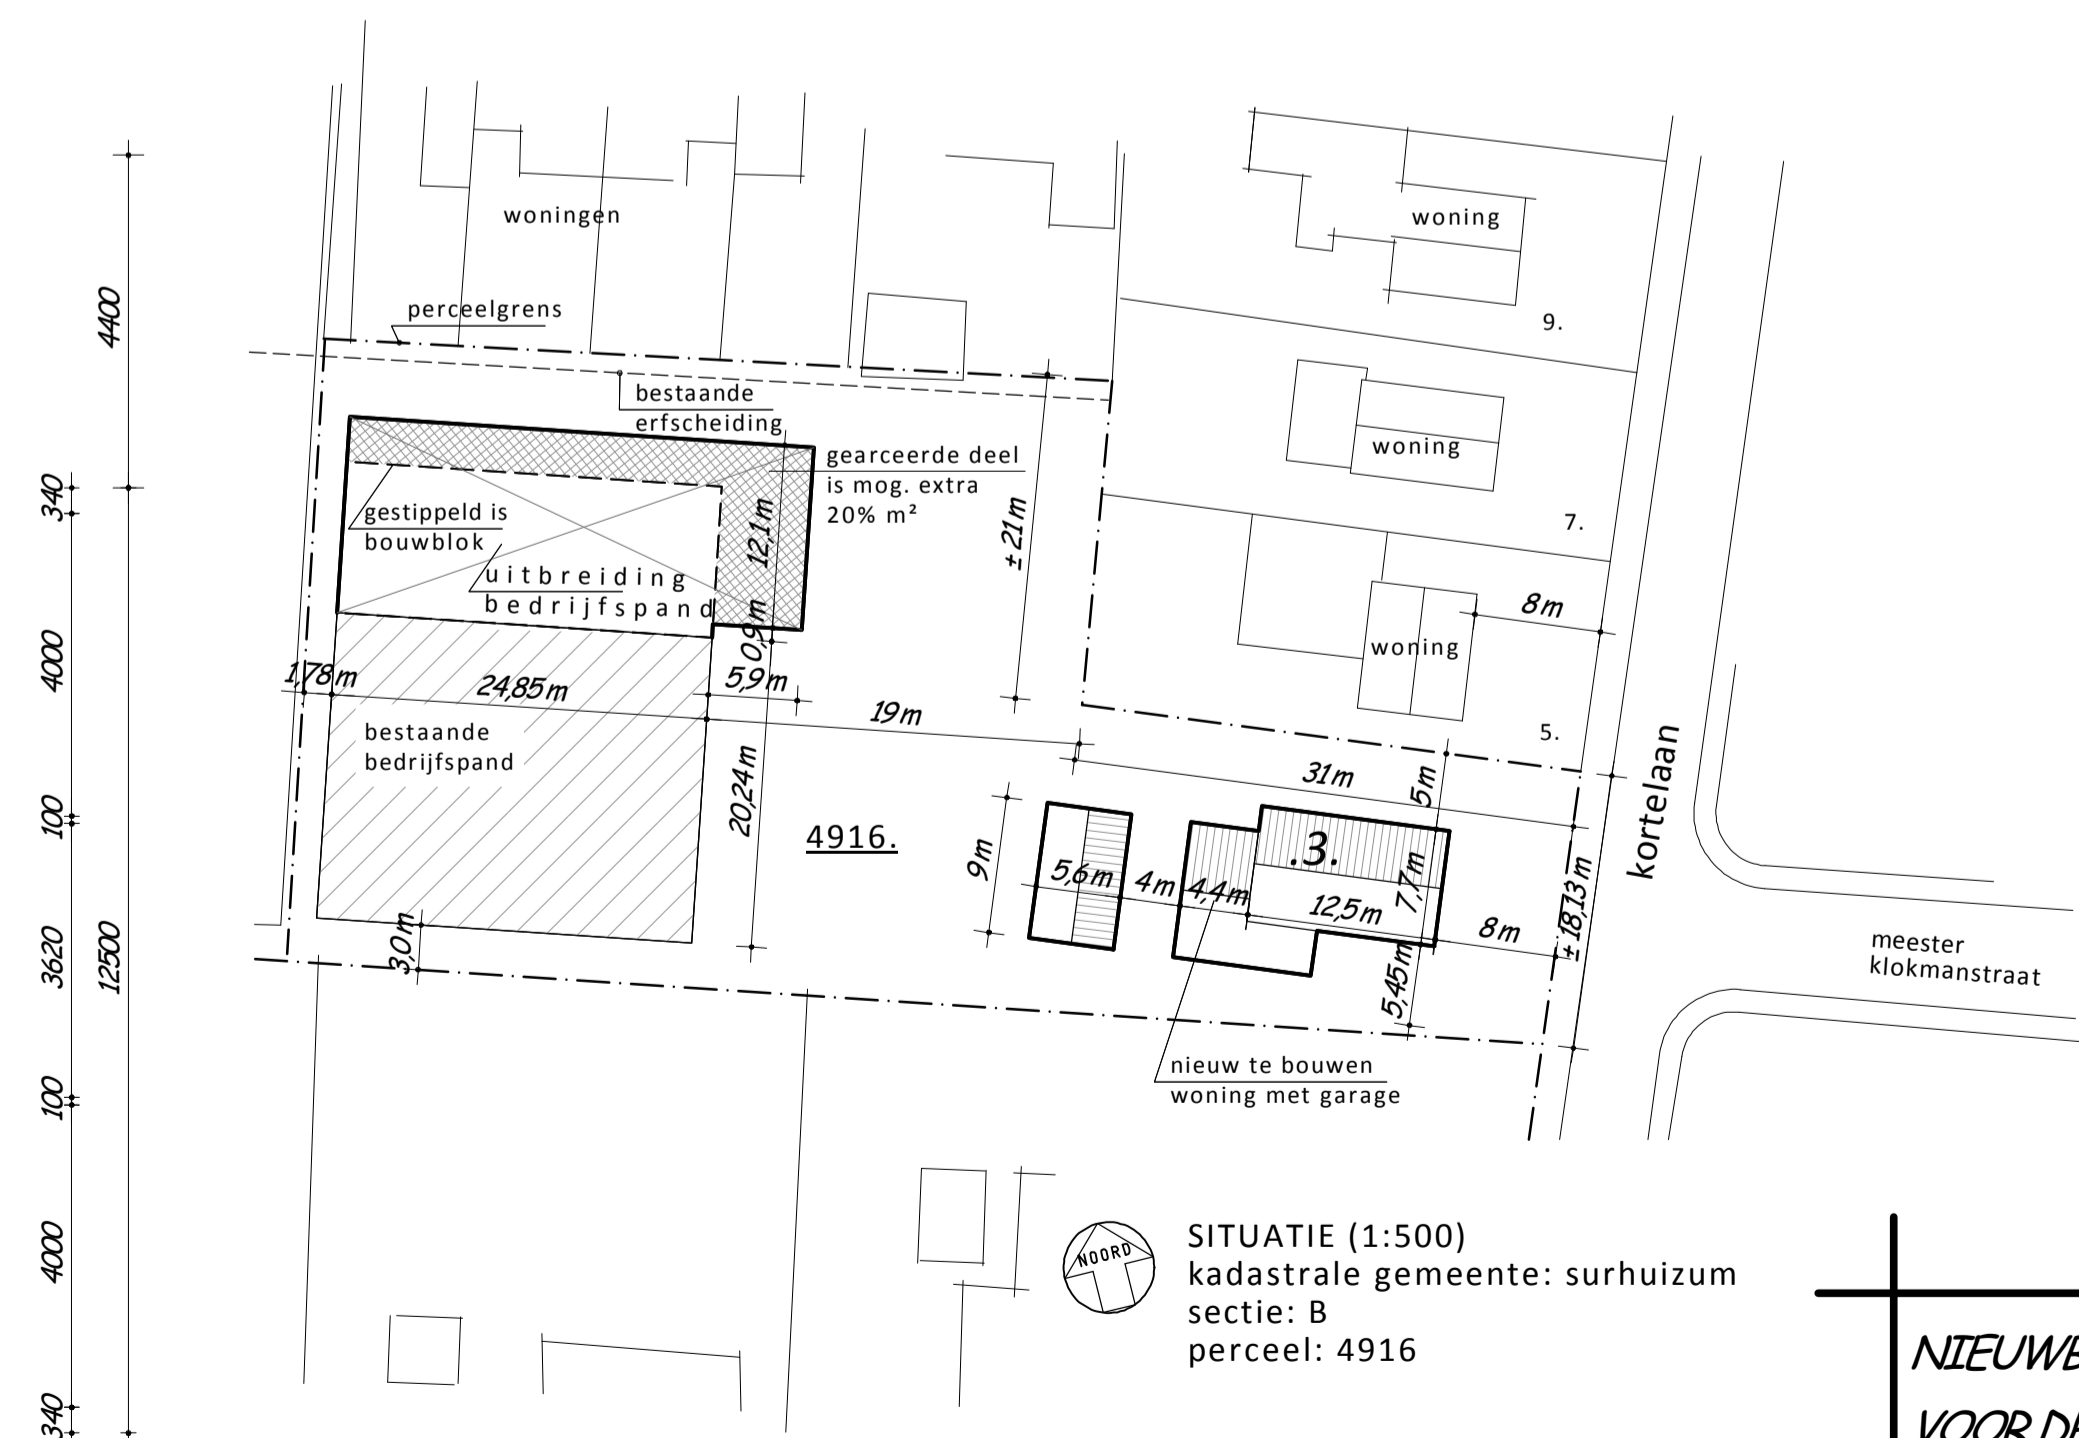 woningen
woning
9.
perceelgrens
4400
bestaande
erfscheiding
gearceerde deel
is mog. extra
20% m²
woning
7.
340
gestippeld is
bouwblok
uitbreiding
bedrijfspand
12,1m
±21m
0,9m
8m
woning
5.
4000
1,78m
24,85m
5,9m
19m
bestaande
bedrijfspand
20,24m
31m
5m
kortelaan
100
4916.
9m
5,6m
4m
4,4m
.3.
12,5m
7,7m
8m
±18,13m
3620
12500
3,0m
5,45m
meester
klokmanstraat
nieuw te bouwen
woning met garage
100
4000
340
NOORD
SITUATIE (1:500)
kadastrale gemeente: surhuizum
sectie: B
perceel: 4916
NIEUWB
VOOR DE